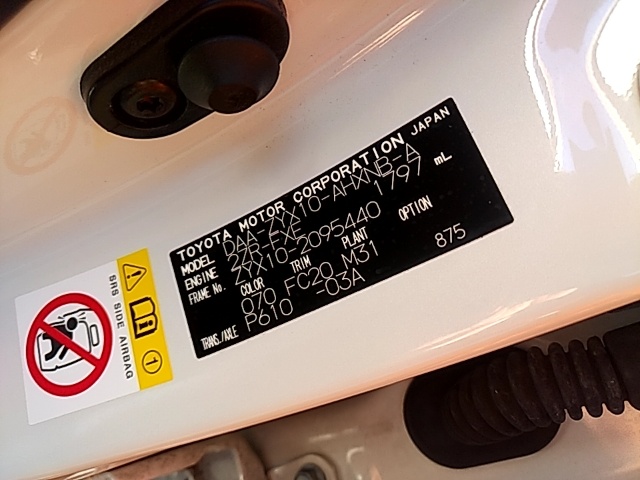 TOYOTA MOTOR CORPORATION JAPAN
MODEL DAA-ZYX10-AHXNB-A
ENGINE 2ZR-FXE 1797 mL
FRAME No. ZYX10-2095440
COLOR TRIM PLANT OPTION
070 FC20 M31
TRANS./AXLE P610 -03A 875
SRS SIDE AIRBAG
1